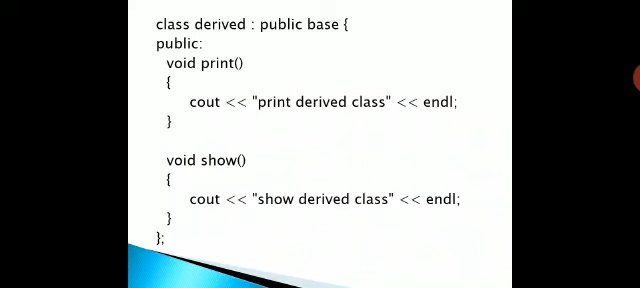 class derived : public base {
public:
void print()
{
cout << "print derived class" << endl;
}
void show()
{
cout << "show derived class" << endl;
}
};